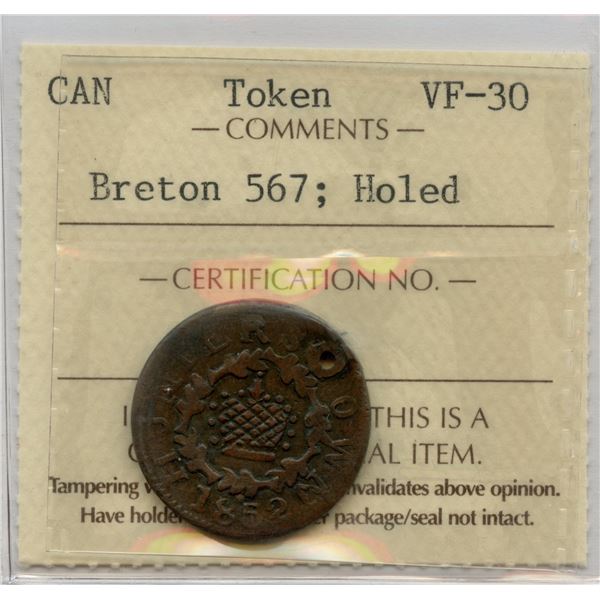 CAN Token VF-30
— COMMENTS —
Breton 567; Holed
— CERTIFICATION NO. —
THIS IS A
AL ITEM.
Tampering invalidates above opinion.
Have holder package/seal not intact.
1852